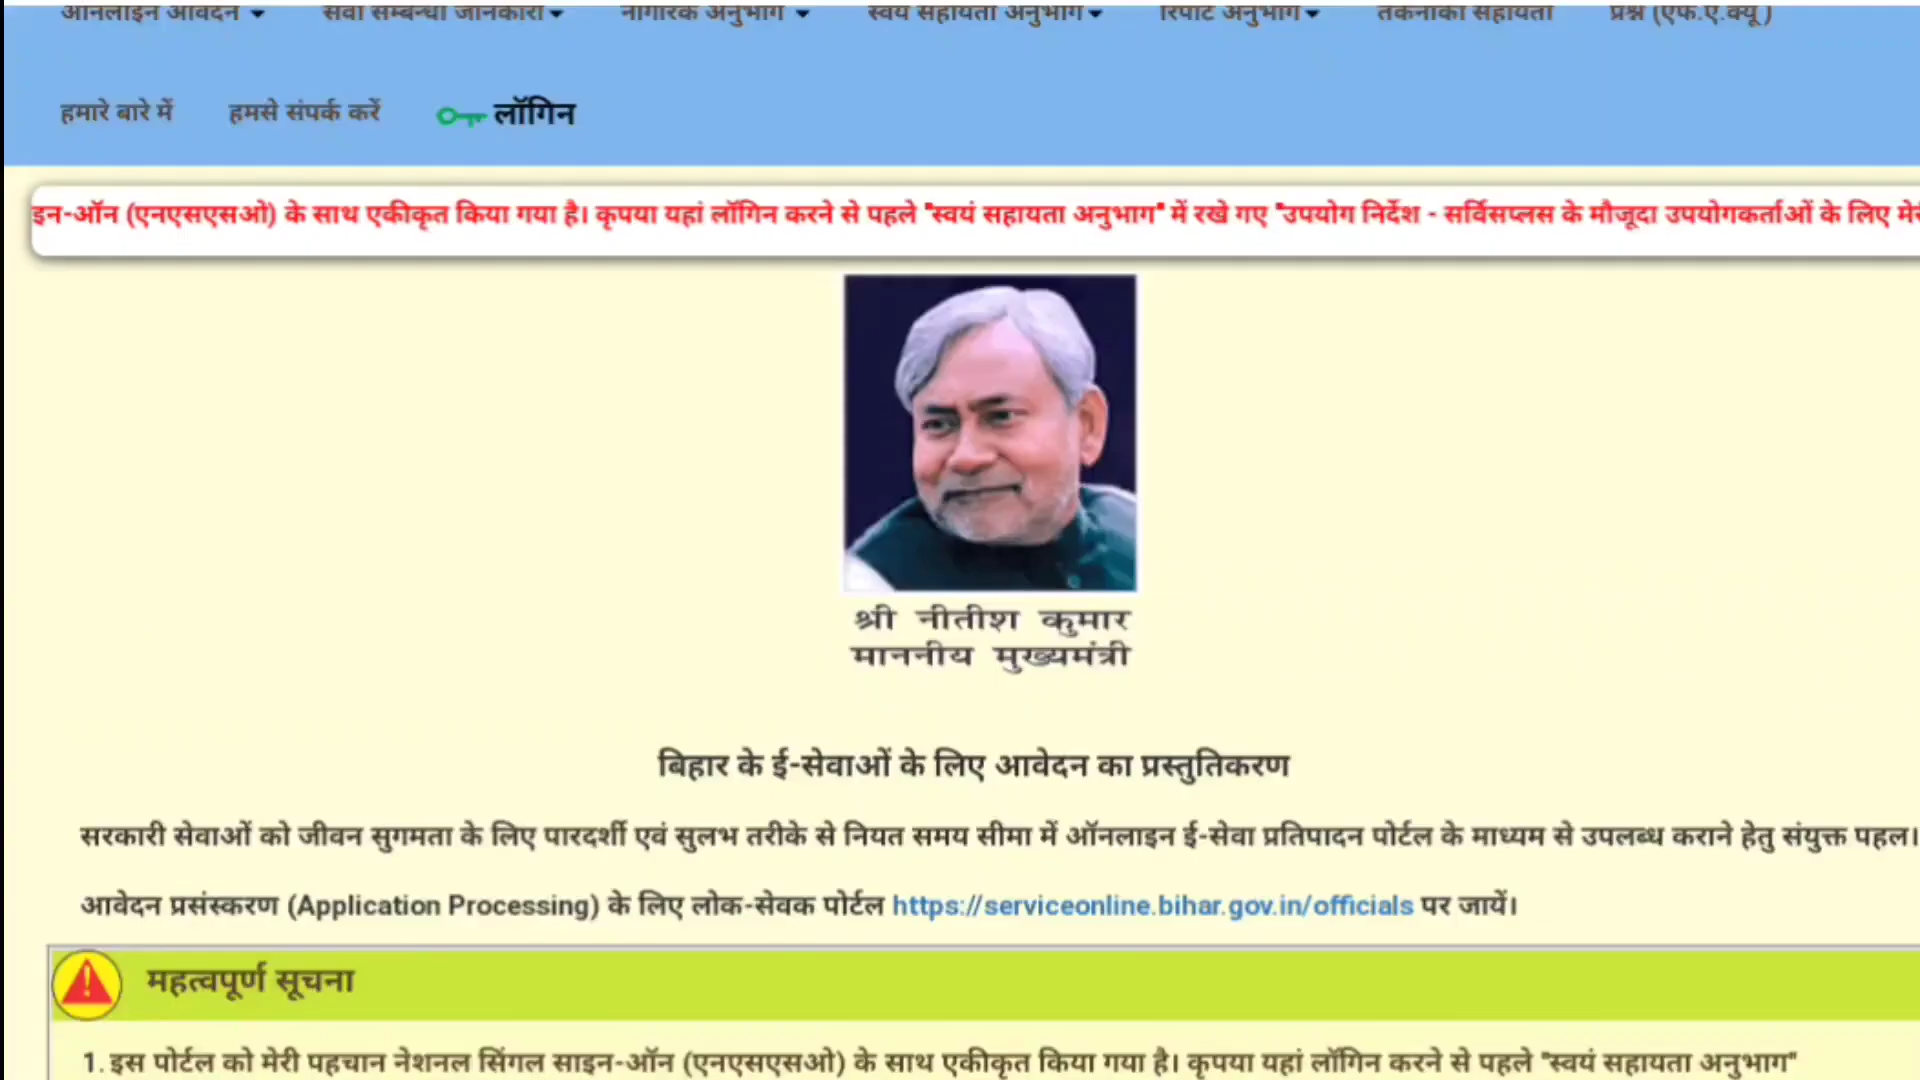 ऑनलाइन आवेदन सेवा सम्बन्धी जानकारी नागरिक अनुभाग स्वयं सहायता अनुभाग रिपोर्ट अनुभाग तकनीकी सहायता प्रश्न (एफ.ए.क्यू)
हमारे बारे में हमसे संपर्क करें लॉगिन
इन-ऑन (एनएसएसओ) के साथ एकीकृत किया गया है। कृपया यहां लॉगिन करने से पहले "स्वयं सहायता अनुभाग" में रखे गए "उपयोग निर्देश - सर्विसप्लस के मौजूदा उपयोगकर्ताओं के लिए
श्री नीतीश कुमार
माननीय मुख्यमंत्री
बिहार के ई-सेवाओं के लिए आवेदन का प्रस्तुतिकरण
सरकारी सेवाओं को जीवन सुगमता के लिए पारदर्शी एवं सुलभ तरीके से नियत समय सीमा में ऑनलाइन ई-सेवा प्रतिपादन पोर्टल के माध्यम से उपलब्ध कराने हेतु संयुक्त पहल।
आवेदन प्रसंस्करण (Application Processing) के लिए लोक-सेवक पोर्टल https://serviceonline.bihar.gov.in/officials पर जायें।
महत्वपूर्ण सूचना
1. इस पोर्टल को मेरी पहचान नेशनल सिंगल साइन-ऑन (एनएसएसओ) के साथ एकीकृत किया गया है। कृपया यहां लॉगिन करने से पहले "स्वयं सहायता अनुभाग"